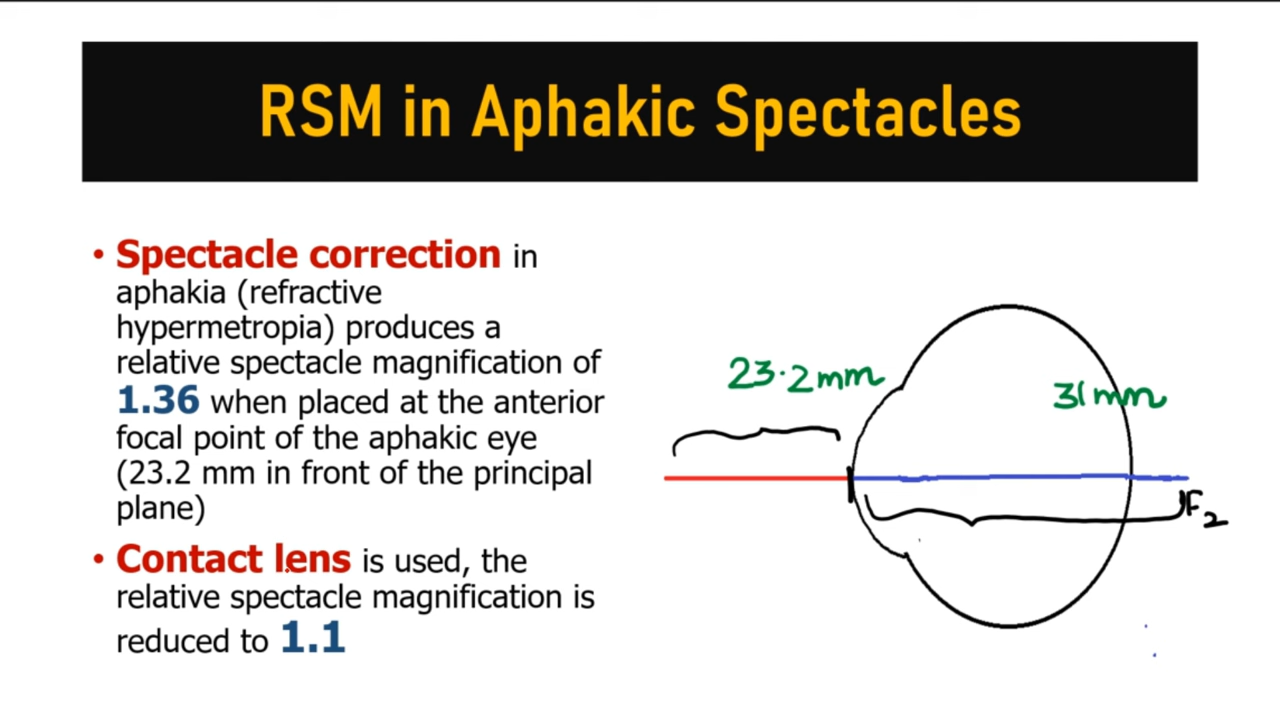 RSM in Aphakic Spectacles
• Spectacle correction in
aphakia (refractive
hypermetropia) produces a
relative spectacle magnification of
1.36 when placed at the anterior
focal point of the aphakic eye
(23.2 mm in front of the principal
plane)
• Contact lens is used, the
relative spectacle magnification is
reduced to 1.1
23.2mm
31mm
F2